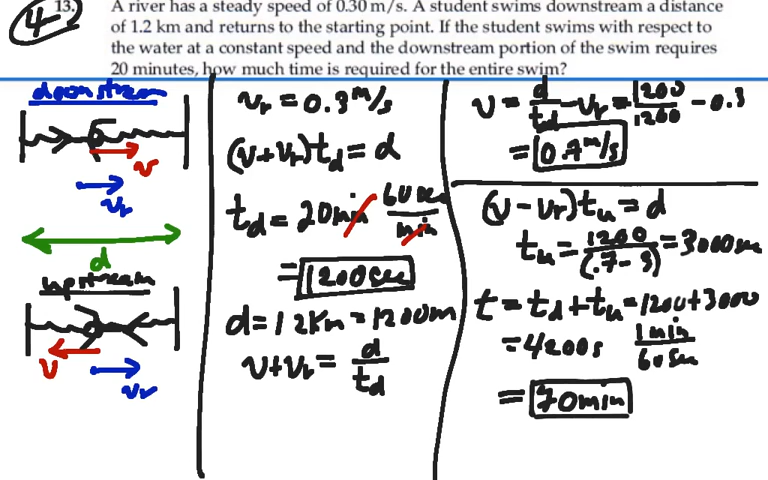 4
13. A river has a steady speed of 0.30 m/s. A student swims downstream a distance
of 1.2 km and returns to the starting point. If the student swims with respect to
the water at a constant speed and the downstream portion of the swim requires
20 minutes, how much time is required for the entire swim?
downstream
v
vr
d
upstream
v
vr
vr = 0.3 m/s
(v+vr)td = d
td = 20min 60sec/min
= 1200sec
d = 1.2Km = 1200m
v+vr = d/td
v = d/td - vr = 1200/1200 - 0.3
= 0.7 m/s
(v-vr)tu = d
tu = 1200/(.7-.3) = 3000sec
t = td+tu = 1200+3000
= 4200s 1min/60sec
= 70min